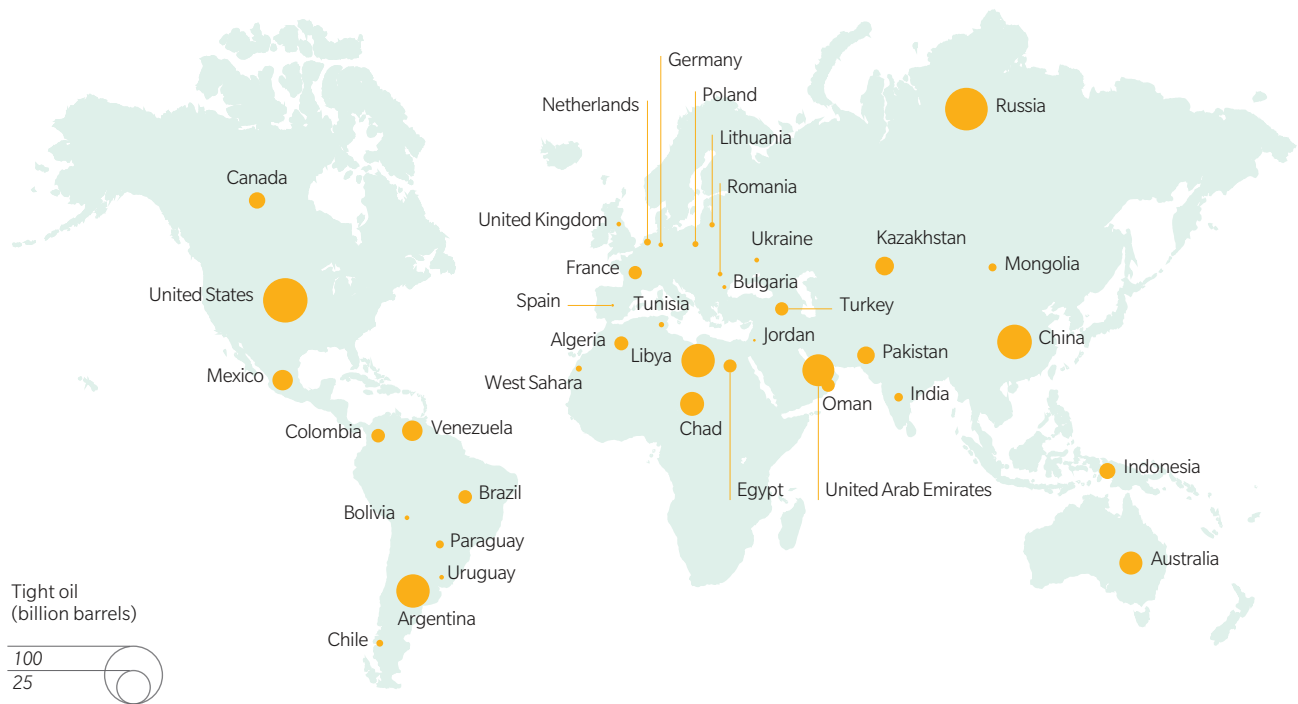 Germany
Netherlands
Poland
Russia
Lithuania
Canada
Romania
United Kingdom
Ukraine
Kazakhstan
France
Mongolia
Bulgaria
United States
Spain
Tunisia
Turkey
Algeria
Libya
Jordan
China
Pakistan
Mexico
West Sahara
India
Oman
Colombia
Venezuela
Chad
Indonesia
Brazil
Egypt
United Arab Emirates
Bolivia
Paraguay
Australia
Uruguay
Tight oil
(billion barrels)
Argentina
Chile
100
25